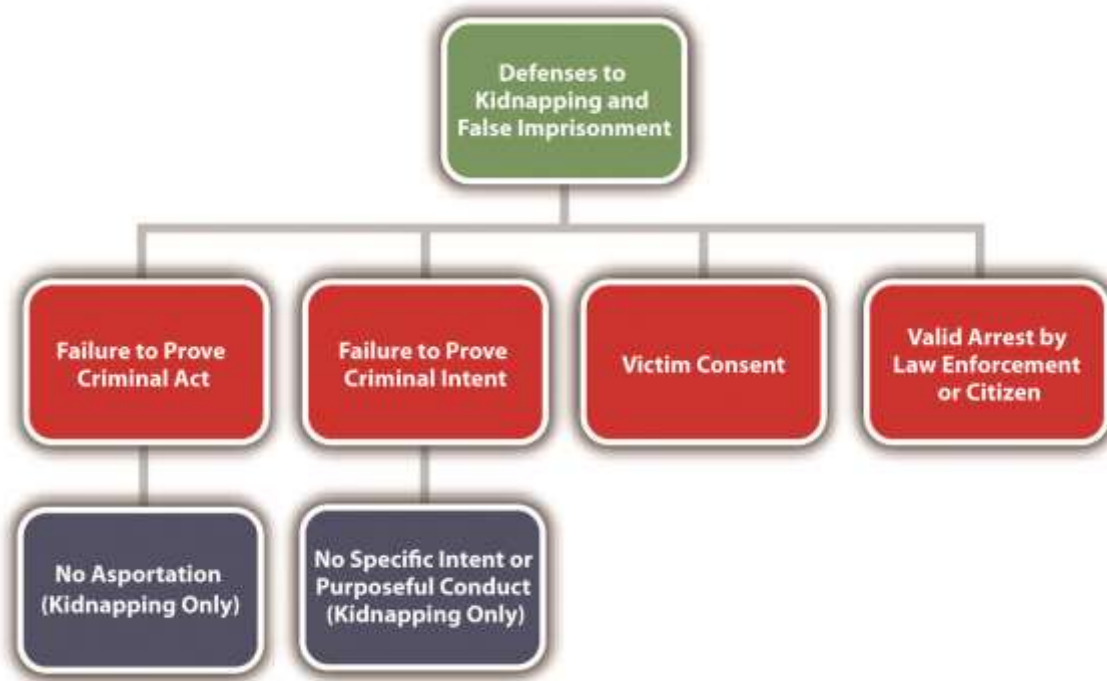 Defenses to
Kidnapping and
False Imprisonment
Failure to Prove
Criminal Act
Failure to Prove
Criminal Intent
Victim Consent
Valid Arrest by
Law Enforcement
or Citizen
No Asportation
(Kidnapping Only)
No Specific Intent or
Purposeful Conduct
(Kidnapping Only)